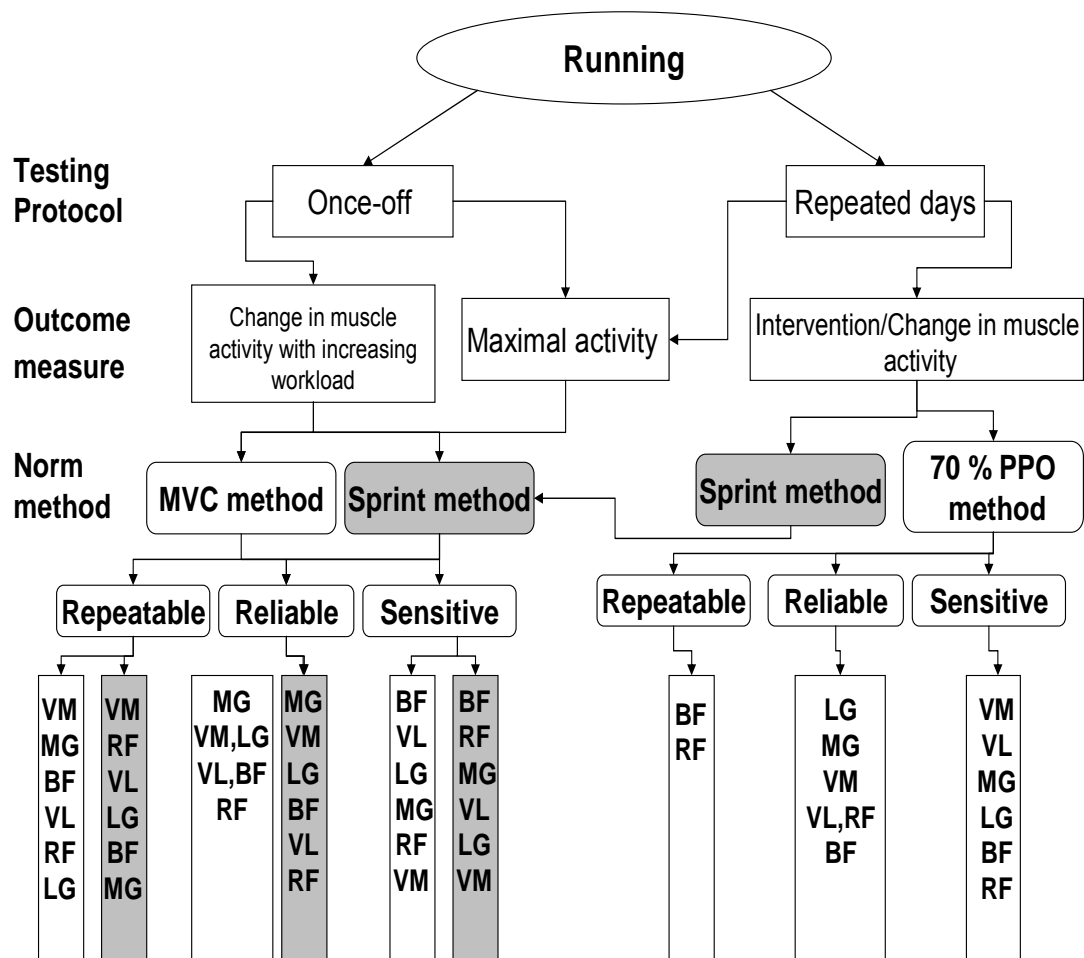 Running
Testing
Protocol
Once-off
Repeated days
Outcome
measure
Change in muscle
activity with increasing
workload
Maximal activity
Intervention/Change in muscle
activity
Norm
method
MVC method
Sprint method
Sprint method
70 % PPO
method
Repeatable
Reliable
Sensitive
Repeatable
Reliable
Sensitive
VM
MG
BF
VL
RF
LG
VM
RF
VL
LG
BF
MG
MG
VM,LG
VL,BF
RF
MG
VM
LG
BF
VL
RF
BF
VL
LG
MG
RF
VM
BF
RF
MG
VL
LG
VM
BF
RF
LG
MG
VM
VL,RF
BF
VM
VL
MG
LG
BF
RF